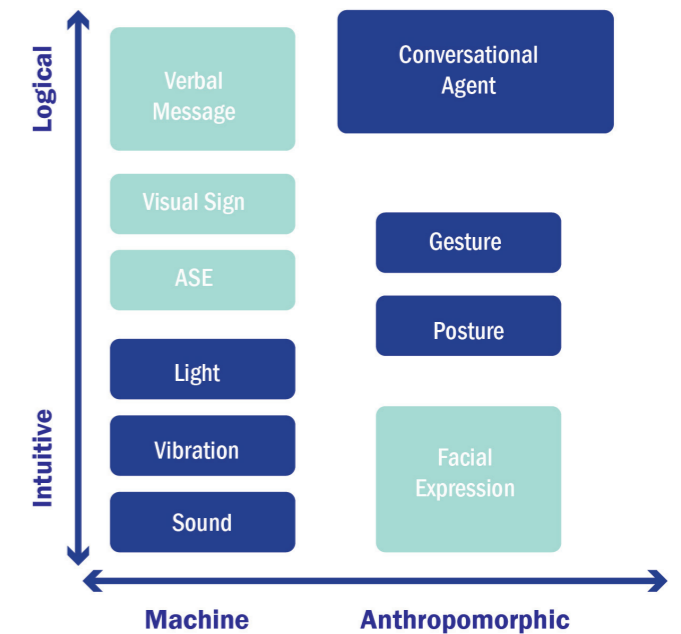 Logical
Verbal
Message
Conversational
Agent
Visual Sign
Gesture
ASE
Posture
Light
Intuitive
Vibration
Facial
Expression
Sound
Machine
Anthropomorphic